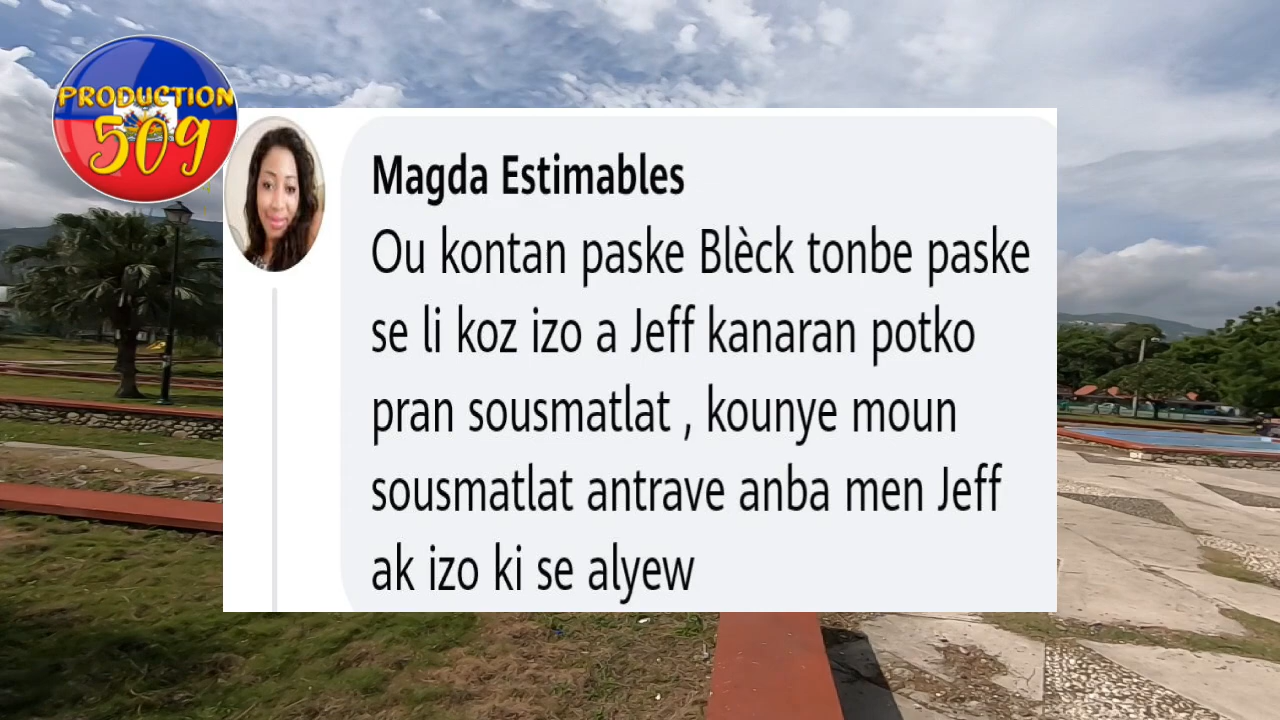 PRODUCTION
509
Magda Estimables
Ou kontan paske Blèck tonbe paske
se li koz izo a Jeff kanaran potko
pran sousmatlat , kounye moun
sousmatlat antrave anba men Jeff
ak izo ki se alyew